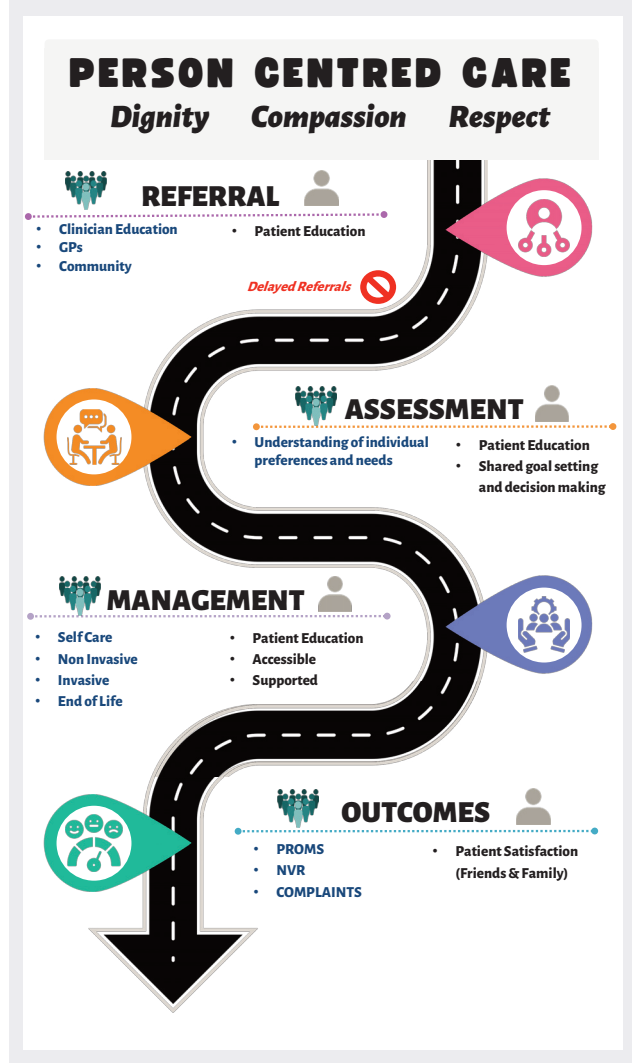 PERSON CENTRED CARE
Dignity Compassion Respect
REFERRAL
• Clinician Education
• GPs
• Community
• Patient Education
Delayed Referrals
ASSESSMENT
• Understanding of individual
preferences and needs
• Patient Education
• Shared goal setting
and decision making
MANAGEMENT
• Self Care
• Non Invasive
• Invasive
• End of Life
• Patient Education
• Accessible
• Supported
OUTCOMES
• PROMS
• NVR
• COMPLAINTS
• Patient Satisfaction
(Friends & Family)